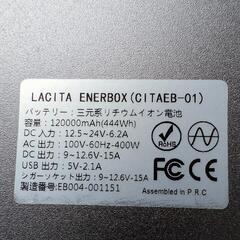 LACITA ENERBOX(CITAEB-01)
バッテリー：三元系リチウムイオン電池
容量：120000mAh(444Wh)
DC 入力：12.5~24V-6.2A
AC 出力：100V-60Hz-400W
DC 出力：9~12.6V-15A
USB 出力：5V-2.1A
シガーソケット出力：9~12.6V-15A
製造番号：EB004-001151
RoHS
FCC CE
Assembled in P.R.C